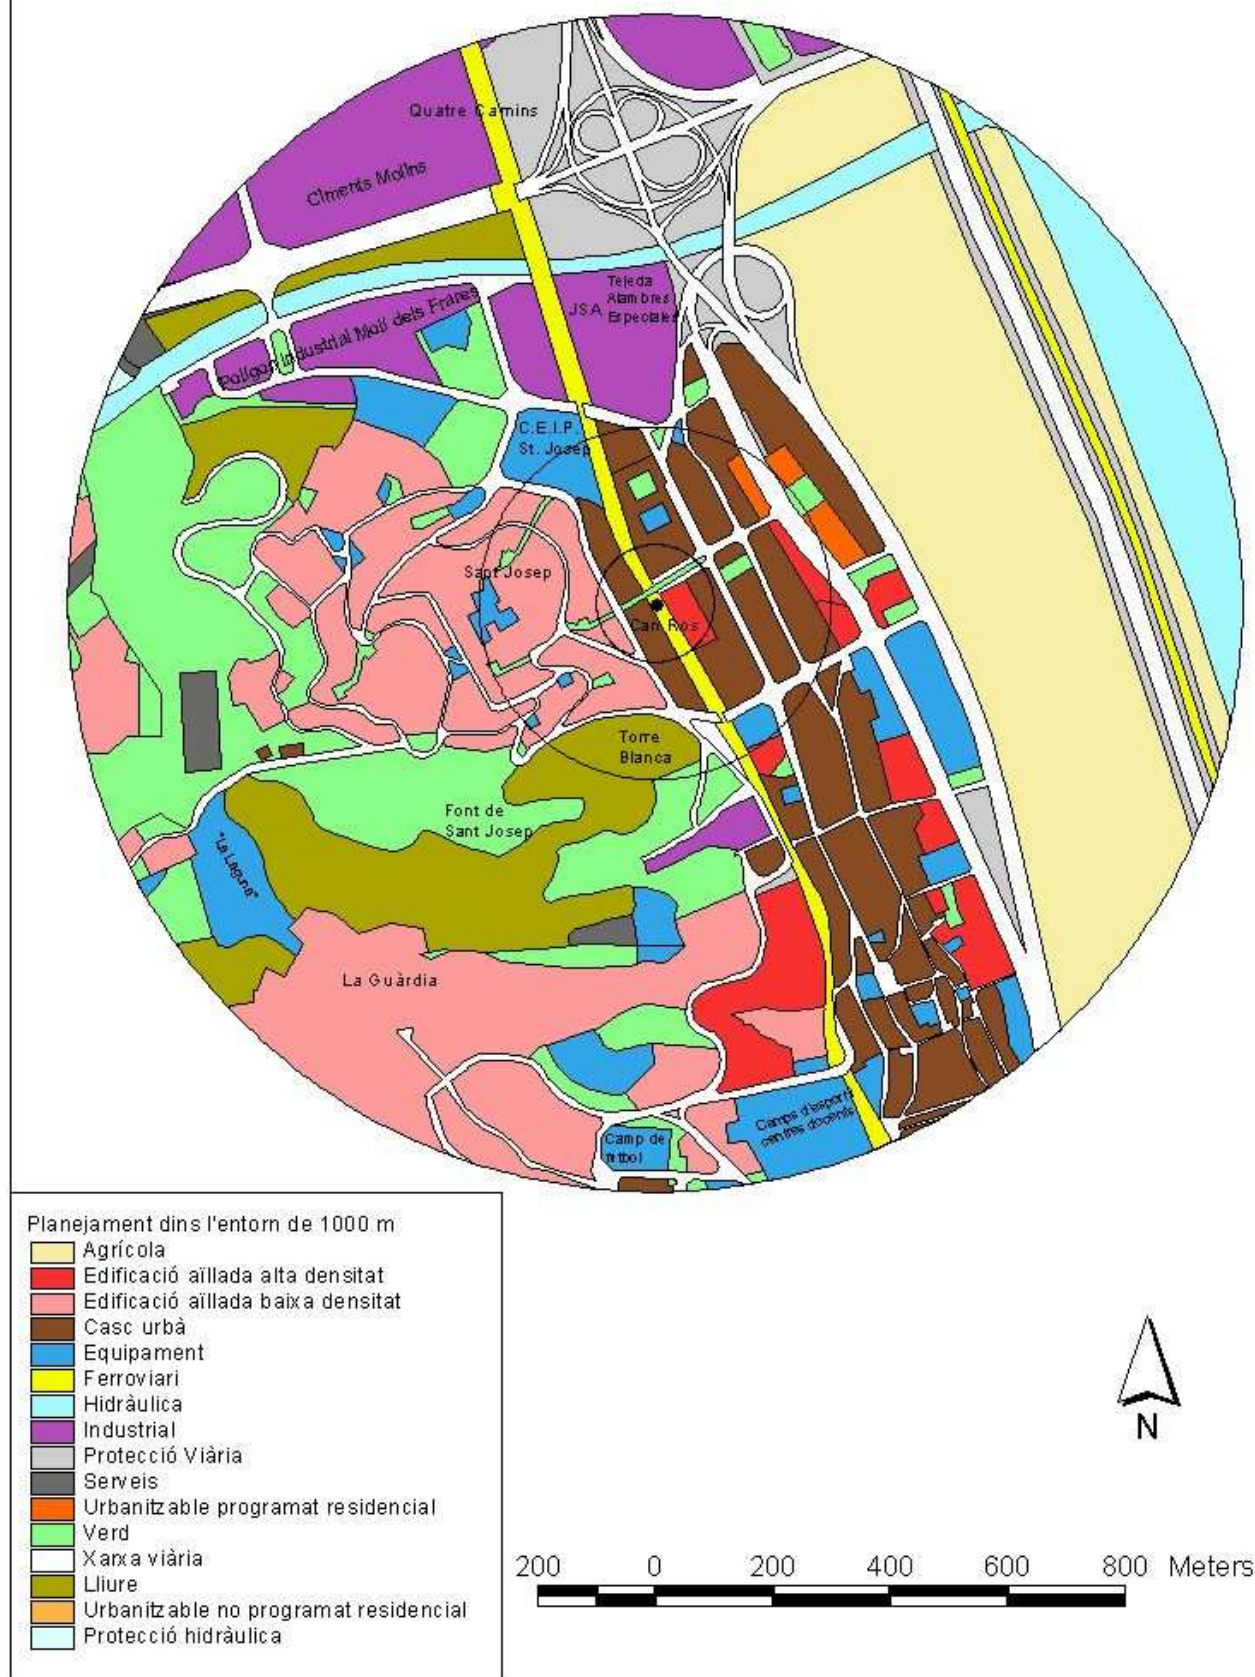 Quatre Camins
Ciments Molins
Tejeda
JSA Alambres
Especiales
Polígon Industrial Molí dels Frares
C.E.I.P.
St. Josep
Sant Josep
Can Ros
Torre
Blanca
Font de
Sant Josep
"La Laguna"
La Guàrdia
Camps d'esports
centres docents
Camp de
futbol
Planejament dins l'entorn de 1000 m
Agrícola
Edificació aïllada alta densitat
Edificació aïllada baixa densitat
Casc urbà
Equipament
Ferroviari
Hidràulica
Industrial
Protecció Viària
Serveis
Urbanitzable programat residencial
Verd
Xarxa viària
Lliure
Urbanitzable no programat residencial
Protecció hidràulica
N
200 0 200 400 600 800 Meters